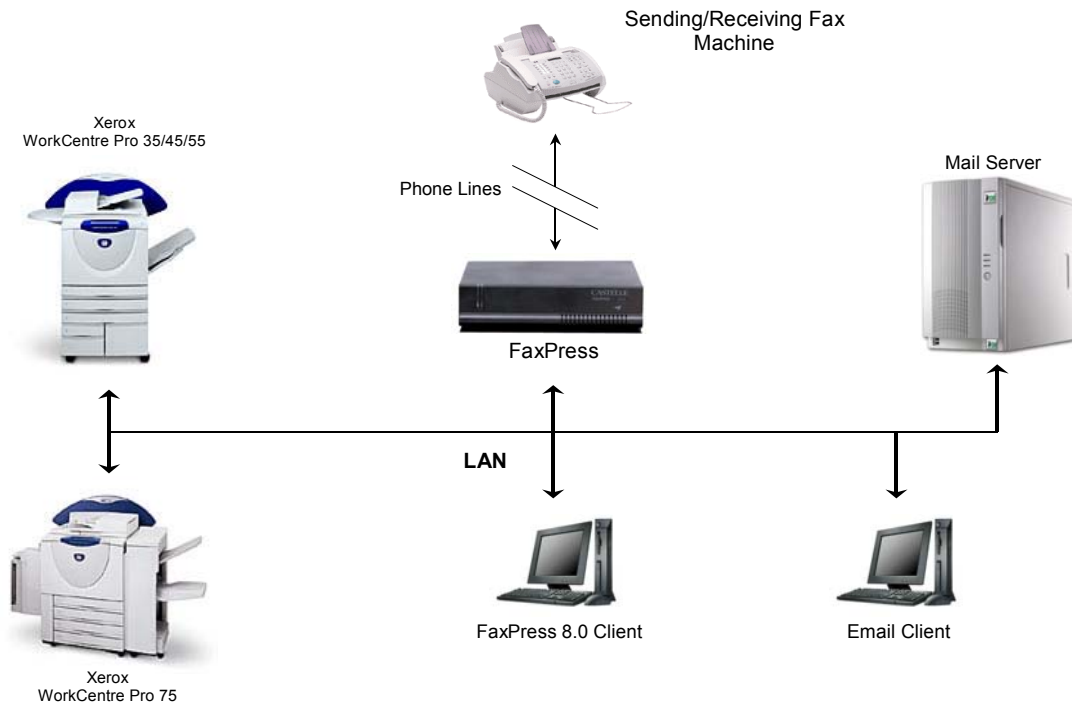 Sending/Receiving Fax
Machine
Xerox
WorkCentre Pro 35/45/55
Phone Lines
Mail Server
CASTELLE
FaxPress
LAN
FaxPress 8.0 Client
Email Client
Xerox
WorkCentre Pro 75